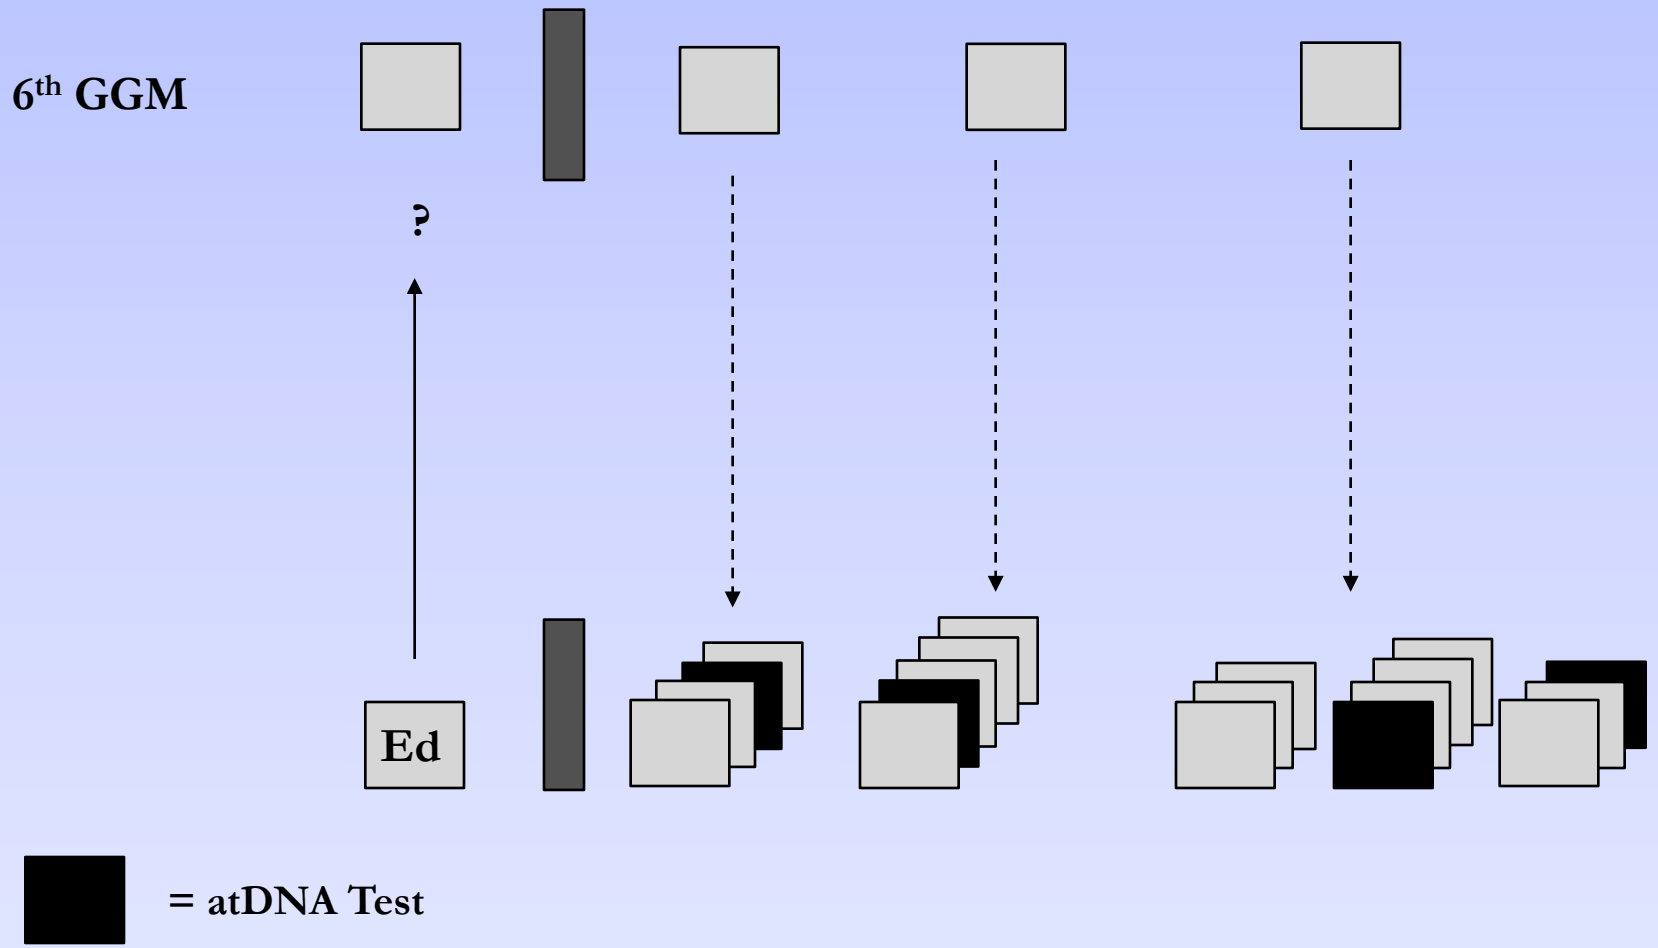 6th GGM
?
Ed
= atDNA Test